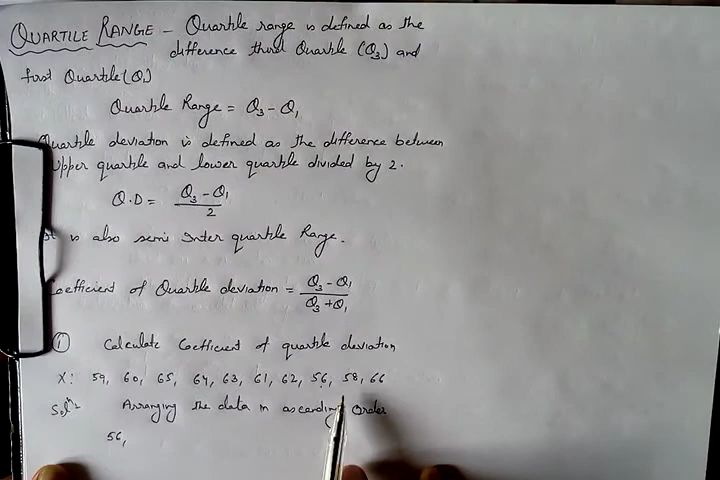 QUARTILE RANGE - Quartile range is defined as the
difference third Quartile (Q3) and
first Quartile (Q1)
Quartile Range = Q3 - Q1
Quartile deviation is defined as the difference between
Upper quartile and lower quartile divided by 2.
Q.D = Q3 - Q1 / 2
It is also semi Inter quartile Range.
Coefficient of Quartile deviation = Q3 - Q1 / Q3 + Q1
① Calculate Coefficient of quartile deviation
X: 59, 60, 65, 64, 63, 61, 62, 56, 58, 66
Soln Arranging the data in ascending order
56,